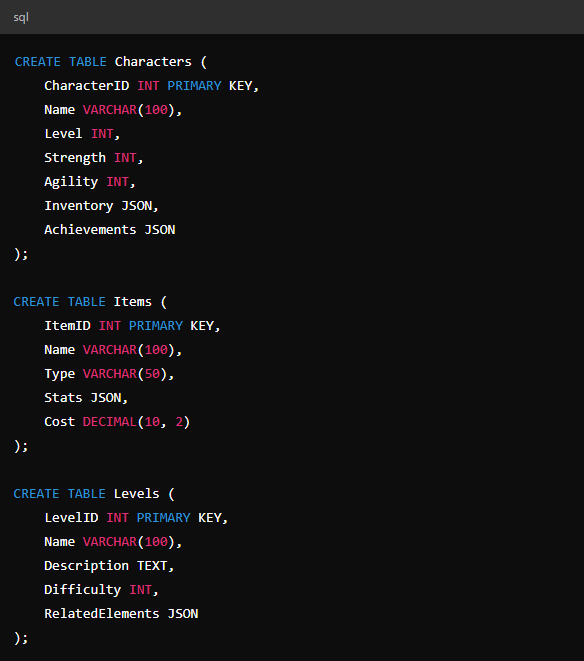 sql
CREATE TABLE Characters (
    CharacterID INT PRIMARY KEY,
    Name VARCHAR(100),
    Level INT,
    Strength INT,
    Agility INT,
    Inventory JSON,
    Achievements JSON
);

CREATE TABLE Items (
    ItemID INT PRIMARY KEY,
    Name VARCHAR(100),
    Type VARCHAR(50),
    Stats JSON,
    Cost DECIMAL(10, 2)
);

CREATE TABLE Levels (
    LevelID INT PRIMARY KEY,
    Name VARCHAR(100),
    Description TEXT,
    Difficulty INT,
    RelatedElements JSON
);